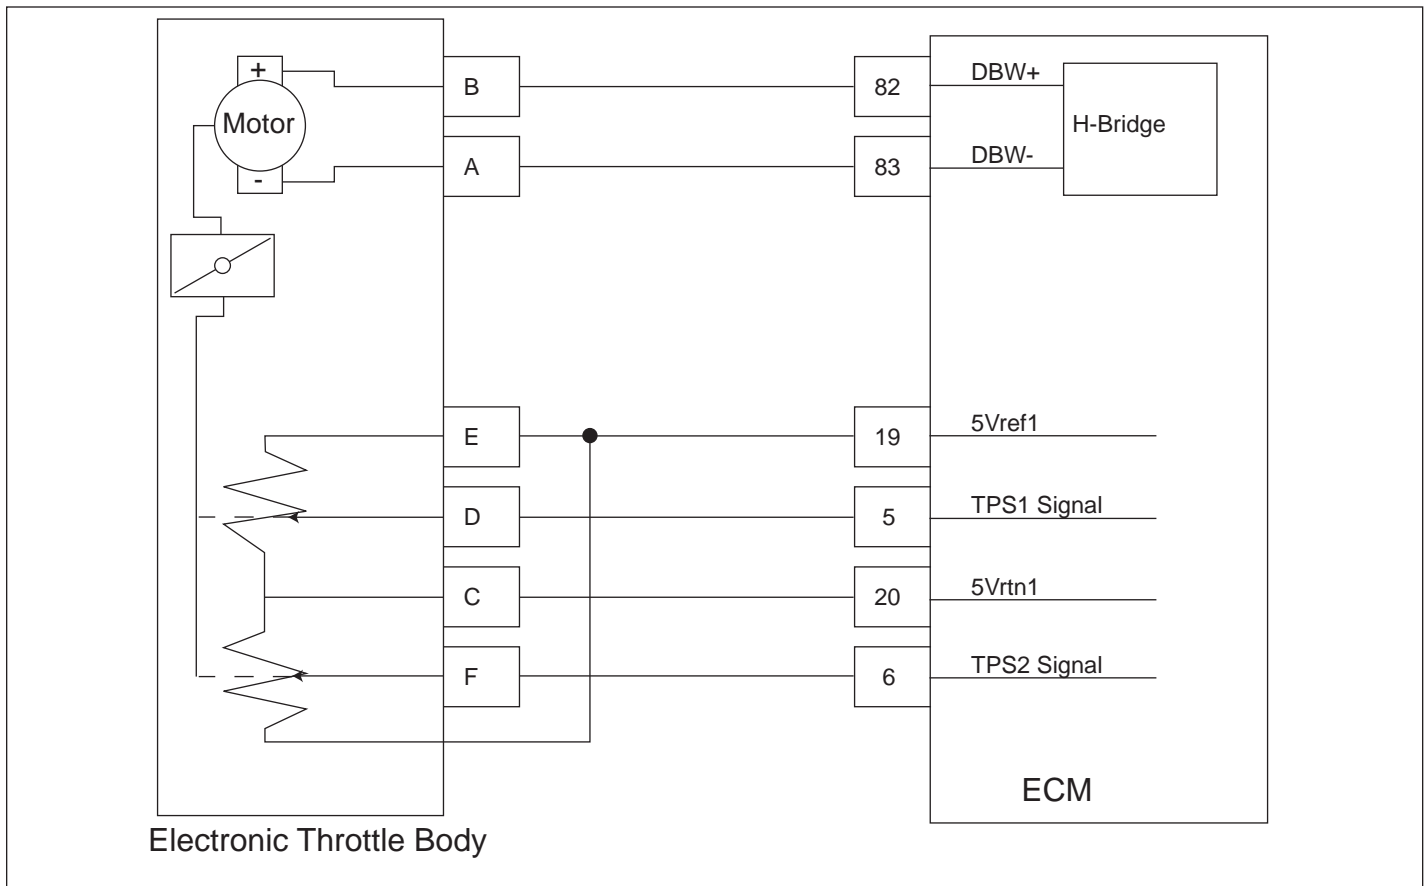 +
Motor
-
B
A
82
83
DBW+
DBW-
H-Bridge
E
D
C
F
19
5
20
6
5Vref1
TPS1 Signal
5Vrtn1
TPS2 Signal
ECM
Electronic Throttle Body